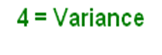 4 = Variance